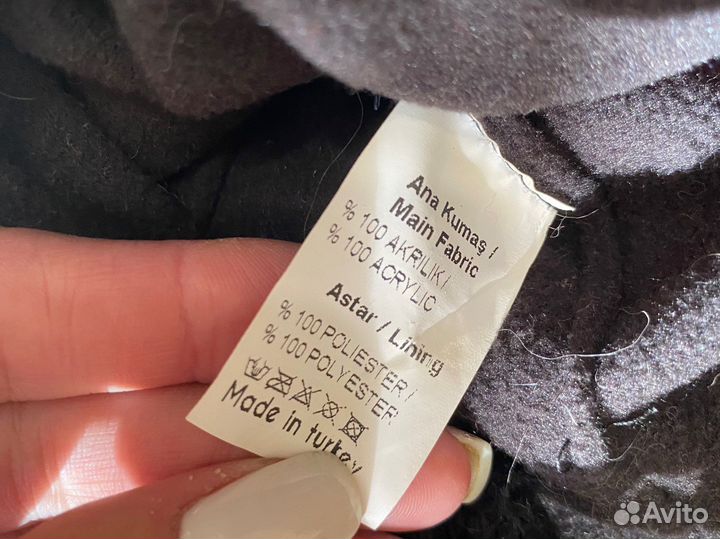 Ana Kumaş /
Main Fabric
% 100 AKRILIK /
% 100 ACRYLIC
Astar / Lining
% 100 POLIESTER /
% 100 POLYESTER
Made in turkey
Avito